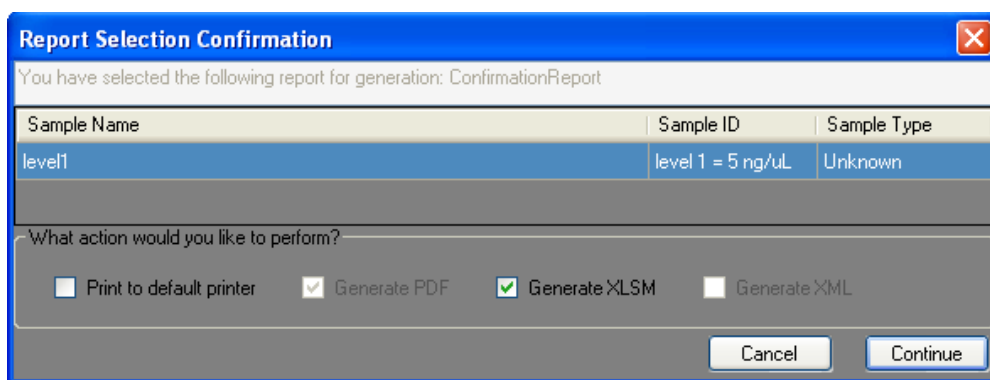 Report Selection Confirmation
You have selected the following report for generation: ConfirmationReport
Sample Name Sample ID Sample Type
level1 level 1 = 5 ng/uL Unknown
What action would you like to perform?
Print to default printer Generate PDF Generate XLSM Generate XML
Cancel Continue